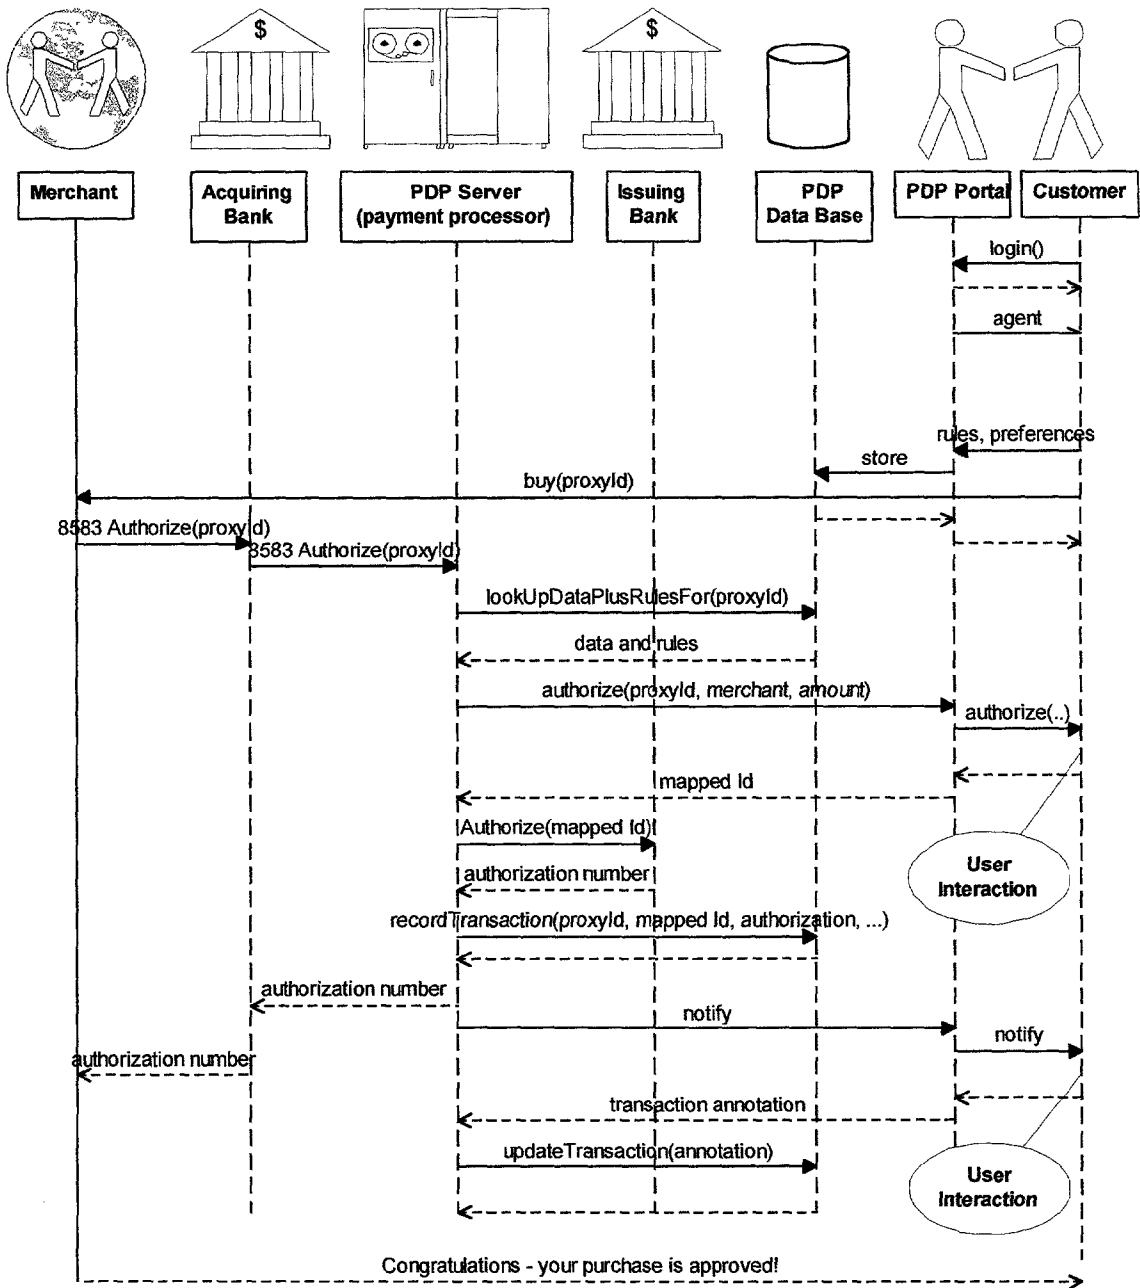 $
$
Merchant
Acquiring
Bank
PDP Server
(payment processor)
Issuing
Bank
PDP
Data Base
PDP Portal
Customer
login()
agent
rules, preferences
store
buy(proxyId)
8583 Authorize(proxyId)
8583 Authorize(proxyId)
lookUpDataPlusRulesFor(proxyId)
data and rules
authorize(proxyId, merchant, amount)
authorize(..)
mapped Id
Authorize(mapped Id)
User
Interaction
authorization number
recordTransaction(proxyId, mapped Id, authorization, ...)
authorization number
notify
notify
authorization number
transaction annotation
updateTransaction(annotation)
User
Interaction
Congratulations - your purchase is approved!